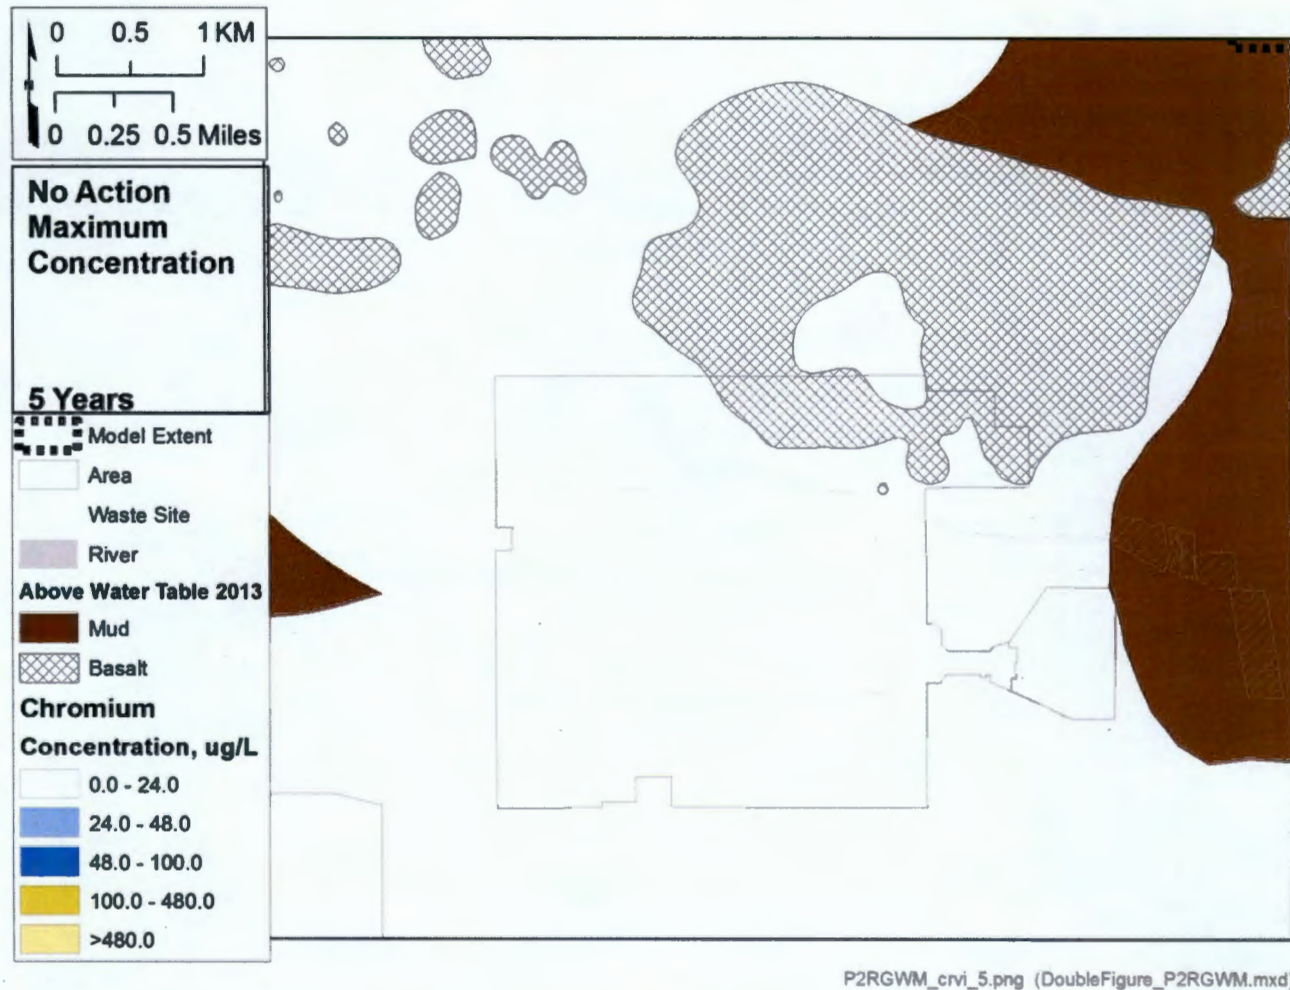 0 0.5 1 KM
0 0.25 0.5 Miles
No Action
Maximum
Concentration
5 Years
Model Extent
Area
Waste Site
River
Above Water Table 2013
Mud
Basalt
Chromium
Concentration, ug/L
0.0 - 24.0
24.0 - 48.0
48.0 - 100.0
100.0 - 480.0
>480.0
P2RGWM_crvi_5.png (DoubleFigure_P2RGWM.mxd)